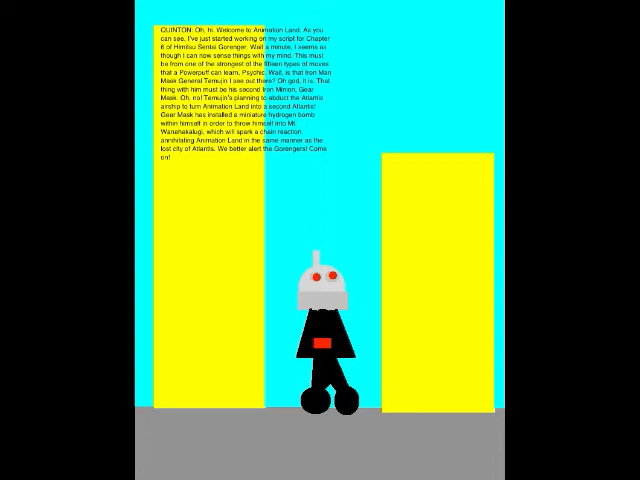 QUINTON: Oh, hi. Welcome to Animation Land. As you
can see, I've just started working on my script for Chapter
6 of Himitsu Sentai Gorenger. Wait a minute, I seems as
though I can now sense things with my mind. This must
be from one of the strongest of the fifteen types of moves
that a Powerpuff can learn, Psychic. Wait, is that Iron Man
Mask General Temujin I see out there? Oh god, it is. That
thing with him must be his second Iron Minion, Gear
Mask. Oh, no! Temujin's planning to abduct the Atlantis
airship to turn Animation Land into a second Atlantis!
Gear Mask has installed a miniature hydrogen bomb
within himself in order to throw himself into Mt.
Wanahakalugi, which will spark a chain reaction
annihilating Animation Land in the same manner as the
lost city of Atlantis. We better alert the Gorengers! Come
on!